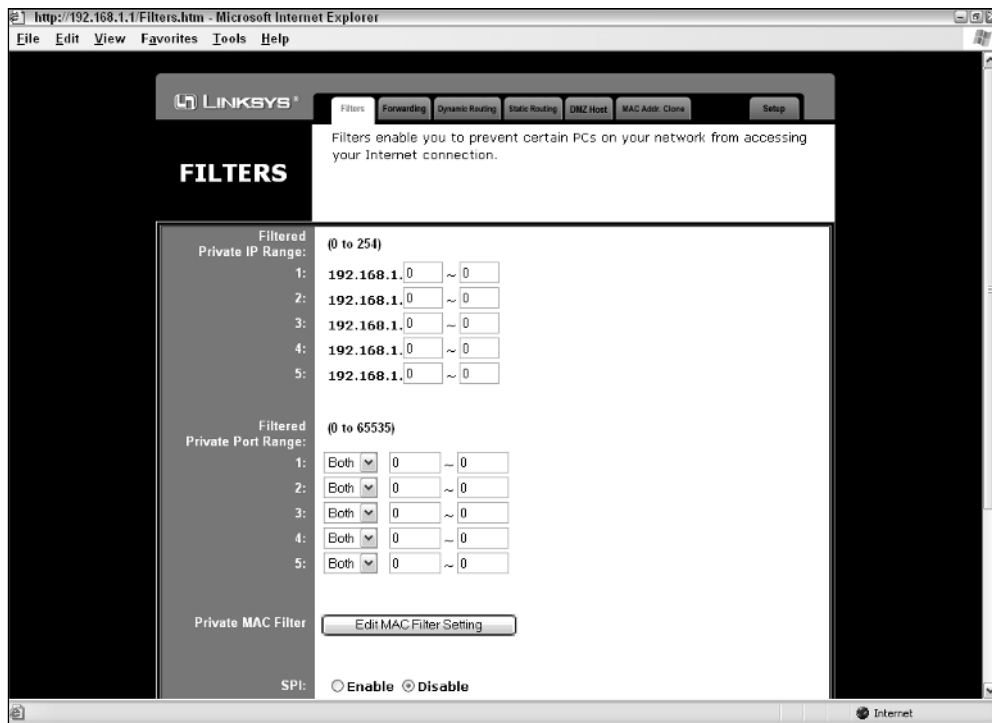 http://192.168.1.1/Filters.htm - Microsoft Internet Explorer
File Edit View Favorites Tools Help
LINKSYS®
Filters Forwarding Dynamic Routing Static Routing DMZ Host MAC Addr. Clone Setup
FILTERS
Filters enable you to prevent certain PCs on your network from accessing
your Internet connection.
Filtered
Private IP Range:
(0 to 254)
1: 192.168.1. 0 ~ 0
2: 192.168.1. 0 ~ 0
3: 192.168.1. 0 ~ 0
4: 192.168.1. 0 ~ 0
5: 192.168.1. 0 ~ 0
Filtered
Private Port Range:
(0 to 65535)
1: Both 0 ~ 0
2: Both 0 ~ 0
3: Both 0 ~ 0
4: Both 0 ~ 0
5: Both 0 ~ 0
Private MAC Filter Edit MAC Filter Setting
SPI: Enable Disable
Internet